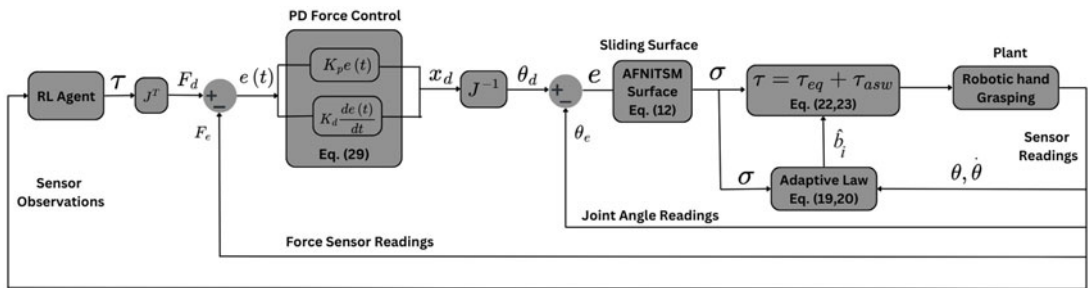 PD Force Control
RL Agent
τ
J^T
F_d
+
−
F_e
e(t)
K_p e(t)
K_d de(t)/dt
Eq. (29)
x_d
J^{-1}
θ_d
+
−
θ_e
e
Sliding Surface
AFNITSM
Surface
Eq. (12)
σ
τ = τ_eq + τ_asw
Eq. (22,23)
Plant
Robotic hand
Grasping
b̂_i
σ
Adaptive Law
Eq. (19,20)
θ, θ̇
Sensor
Readings
Sensor
Observations
Joint Angle Readings
Force Sensor Readings